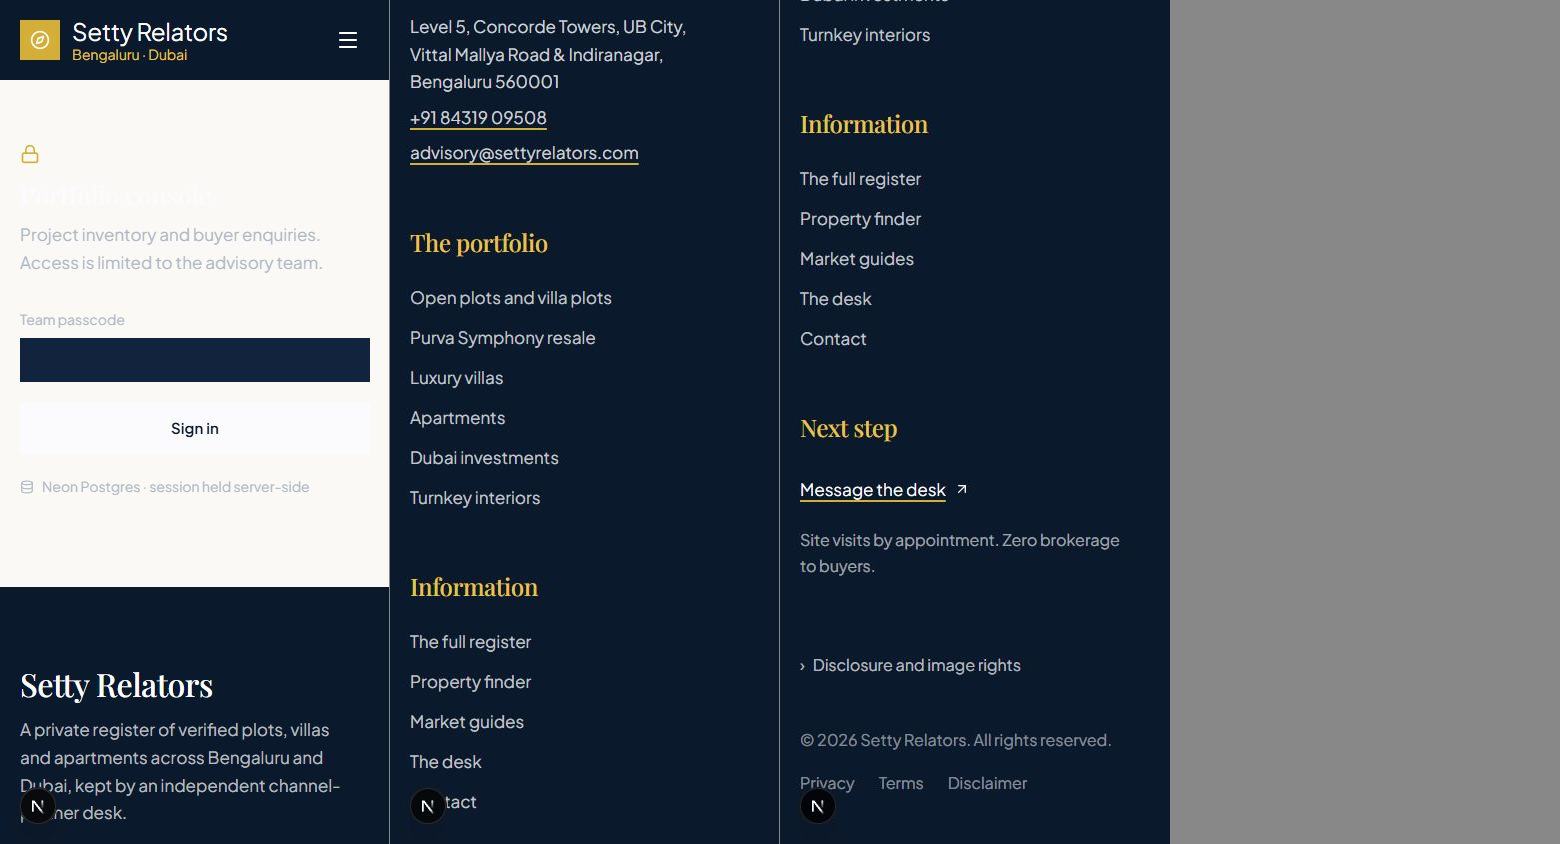 Setty Relators
Bengaluru · Dubai
Portfolio console
Project inventory and buyer enquiries.
Access is limited to the advisory team.
Team passcode
Sign in
Neon Postgres · session held server-side
Setty Relators
A private register of verified plots, villas
and apartments across Bengaluru and
Dubai, kept by an independent channel-
desk.
N
Level 5, Concorde Towers, UB City,
Vittal Mallya Road & Indiranagar,
Bengaluru 560001
+91 84319 09508
advisory@settyrelators.com
The portfolio
Open plots and villa plots
Purva Symphony resale
Luxury villas
Apartments
Dubai investments
Turnkey interiors
Information
The full register
Property finder
Market guides
The desk
N
Turnkey interiors
Information
The full register
Property finder
Market guides
The desk
Contact
Next step
Message the desk
Site visits by appointment. Zero brokerage
to buyers.
› Disclosure and image rights
© 2026 Setty Relators. All rights reserved.
Privacy Terms Disclaimer
N